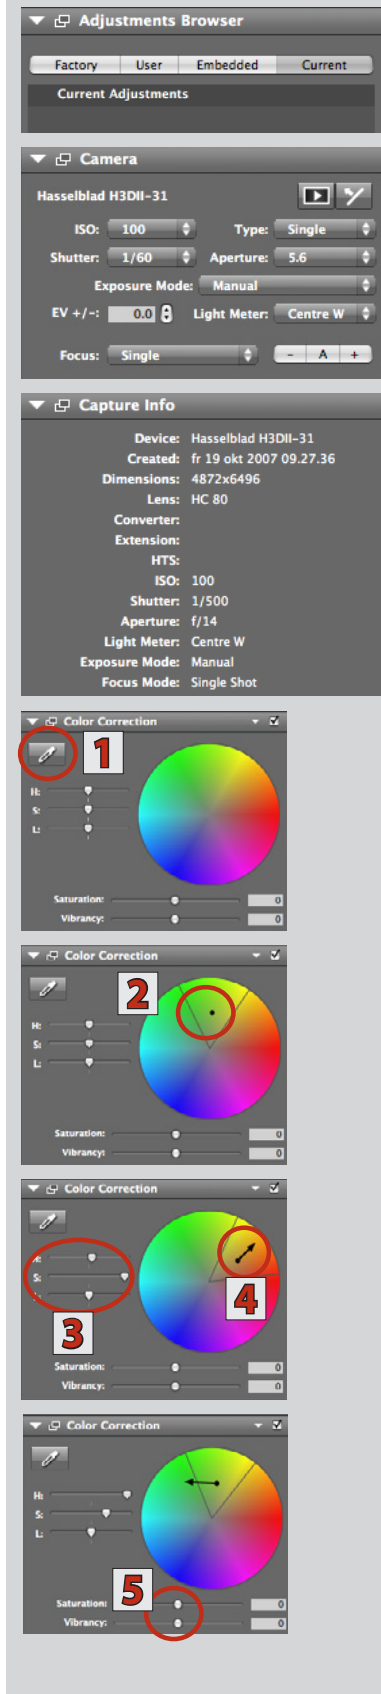 Adjustments Browser
Factory User Embedded Current
Current Adjustments
Camera
Hasselblad H3DII-31
ISO: 100 Type: Single
Shutter: 1/60 Aperture: 5.6
Exposure Mode: Manual
EV +/-: 0.0 Light Meter: Centre W
Focus: Single - A +
Capture Info
Device: Hasselblad H3DII-31
Created: fr 19 okt 2007 09.27.36
Dimensions: 4872x6496
Lens: HC 80
Converter:
Extension:
HTS:
ISO: 100
Shutter: 1/500
Aperture: f/14
Light Meter: Centre W
Exposure Mode: Manual
Focus Mode: Single Shot
Color Correction
1
H:
S:
L:
Saturation: 0
Vibrancy: 0
Color Correction
2
H:
S:
L:
Saturation: 0
Vibrancy: 0
Color Correction
H:
S:
L:
4
3
Saturation: 0
Vibrancy: 0
Color Correction
H:
S:
L:
5
Saturation: 0
Vibrancy: 0